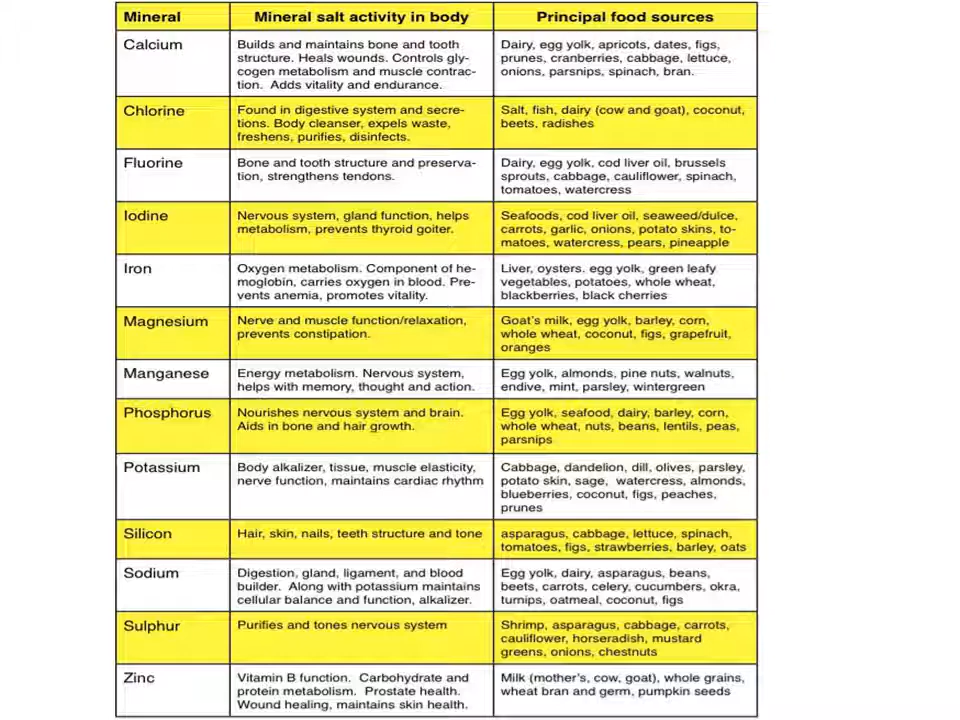 Mineral
Mineral salt activity in body
Principal food sources
Calcium
Builds and maintains bone and tooth
structure. Heals wounds. Controls gly-
cogen metabolism and muscle contrac-
tion. Adds vitality and endurance.
Dairy, egg yolk, apricots, dates, figs,
prunes, cranberries, cabbage, lettuce,
onions, parsnips, spinach, bran.
Chlorine
Found in digestive system and secre-
tions. Body cleanser, expels waste,
freshens, purifies, disinfects.
Salt, fish, dairy (cow and goat), coconut,
beets, radishes
Fluorine
Bone and tooth structure and preserva-
tion, strengthens tendons.
Dairy, egg yolk, cod liver oil, brussels
sprouts, cabbage, cauliflower, spinach,
tomatoes, watercress
Iodine
Nervous system, gland function, helps
metabolism, prevents thyroid goiter.
Seafoods, cod liver oil, seaweed/dulce,
carrots, garlic, onions, potato skins, to-
matoes, watercress, pears, pineapple
Iron
Oxygen metabolism. Component of he-
moglobin, carries oxygen in blood. Pre-
vents anemia, promotes vitality.
Liver, oysters. egg yolk, green leafy
vegetables, potatoes, whole wheat,
blackberries, black cherries
Magnesium
Nerve and muscle function/relaxation,
prevents constipation.
Goat's milk, egg yolk, barley, corn,
whole wheat, coconut, figs, grapefruit,
oranges
Manganese
Energy metabolism. Nervous system,
helps with memory, thought and action.
Egg yolk, almonds, pine nuts, walnuts,
endive, mint, parsley, wintergreen
Phosphorus
Nourishes nervous system and brain.
Aids in bone and hair growth.
Egg yolk, seafood, dairy, barley, corn,
whole wheat, nuts, beans, lentils, peas,
parsnips
Potassium
Body alkalizer, tissue, muscle elasticity,
nerve function, maintains cardiac rhythm
Cabbage, dandelion, dill, olives, parsley,
potato skin, sage, watercress, almonds,
blueberries, coconut, figs, peaches,
prunes
Silicon
Hair, skin, nails, teeth structure and tone
asparagus, cabbage, lettuce, spinach,
tomatoes, figs, strawberries, barley, oats
Sodium
Digestion, gland, ligament, and blood
builder. Along with potassium maintains
cellular balance and function, alkalizer.
Egg yolk, dairy, asparagus, beans,
beets, carrots, celery, cucumbers, okra,
turnips, oatmeal, coconut, figs
Sulphur
Purifies and tones nervous system
Shrimp, asparagus, cabbage, carrots,
cauliflower, horseradish, mustard
greens, onions, chestnuts
Zinc
Vitamin B function. Carbohydrate and
protein metabolism. Prostate health.
Wound healing, maintains skin health.
Milk (mother's, cow, goat), whole grains,
wheat bran and germ, pumpkin seeds